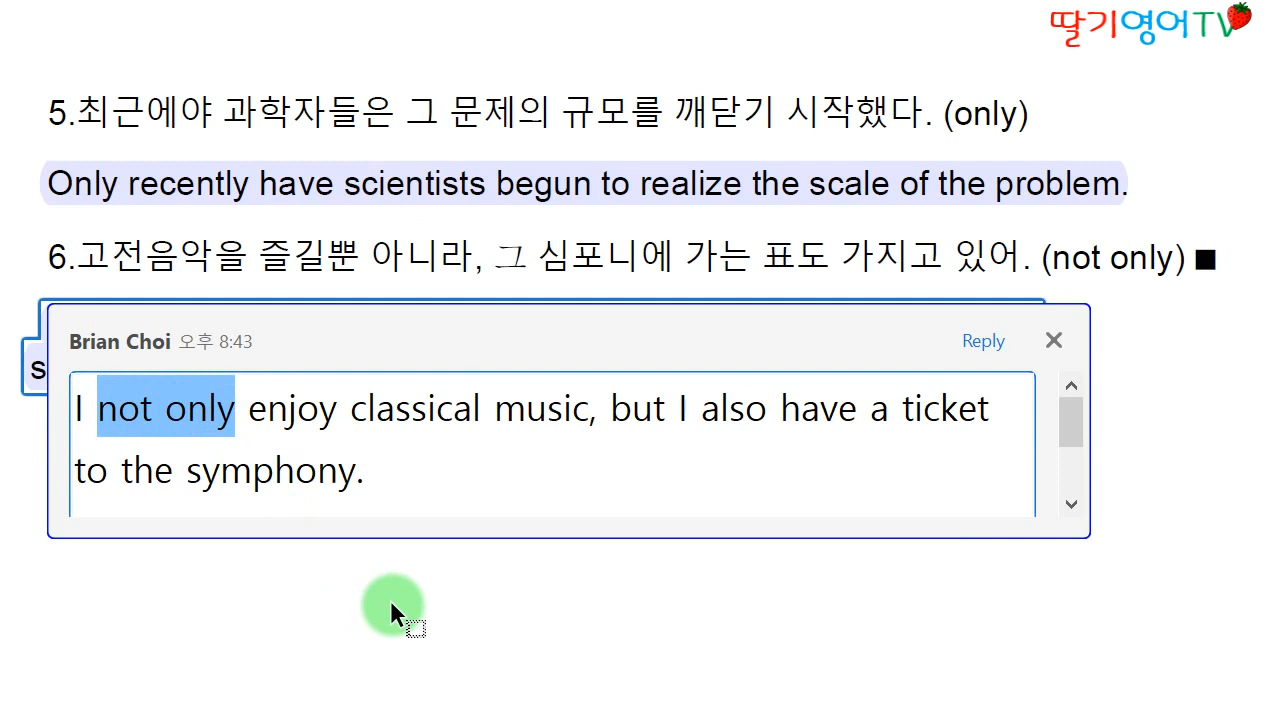 딸기영어TV
5.최근에야 과학자들은 그 문제의 규모를 깨닫기 시작했다. (only)
Only recently have scientists begun to realize the scale of the problem.
6.고전음악을 즐길뿐 아니라, 그 심포니에 가는 표도 가지고 있어. (not only) ■
s
Brian Choi 오후 8:43 Reply
I not only enjoy classical music, but I also have a ticket
to the symphony.